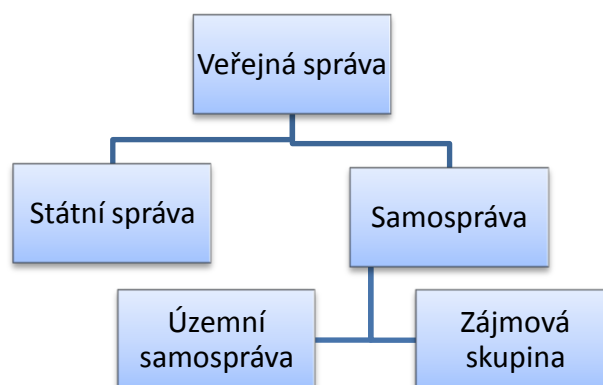 Veřejná správa
Státní správa
Samospráva
Územní
samospráva
Zájmová
skupina